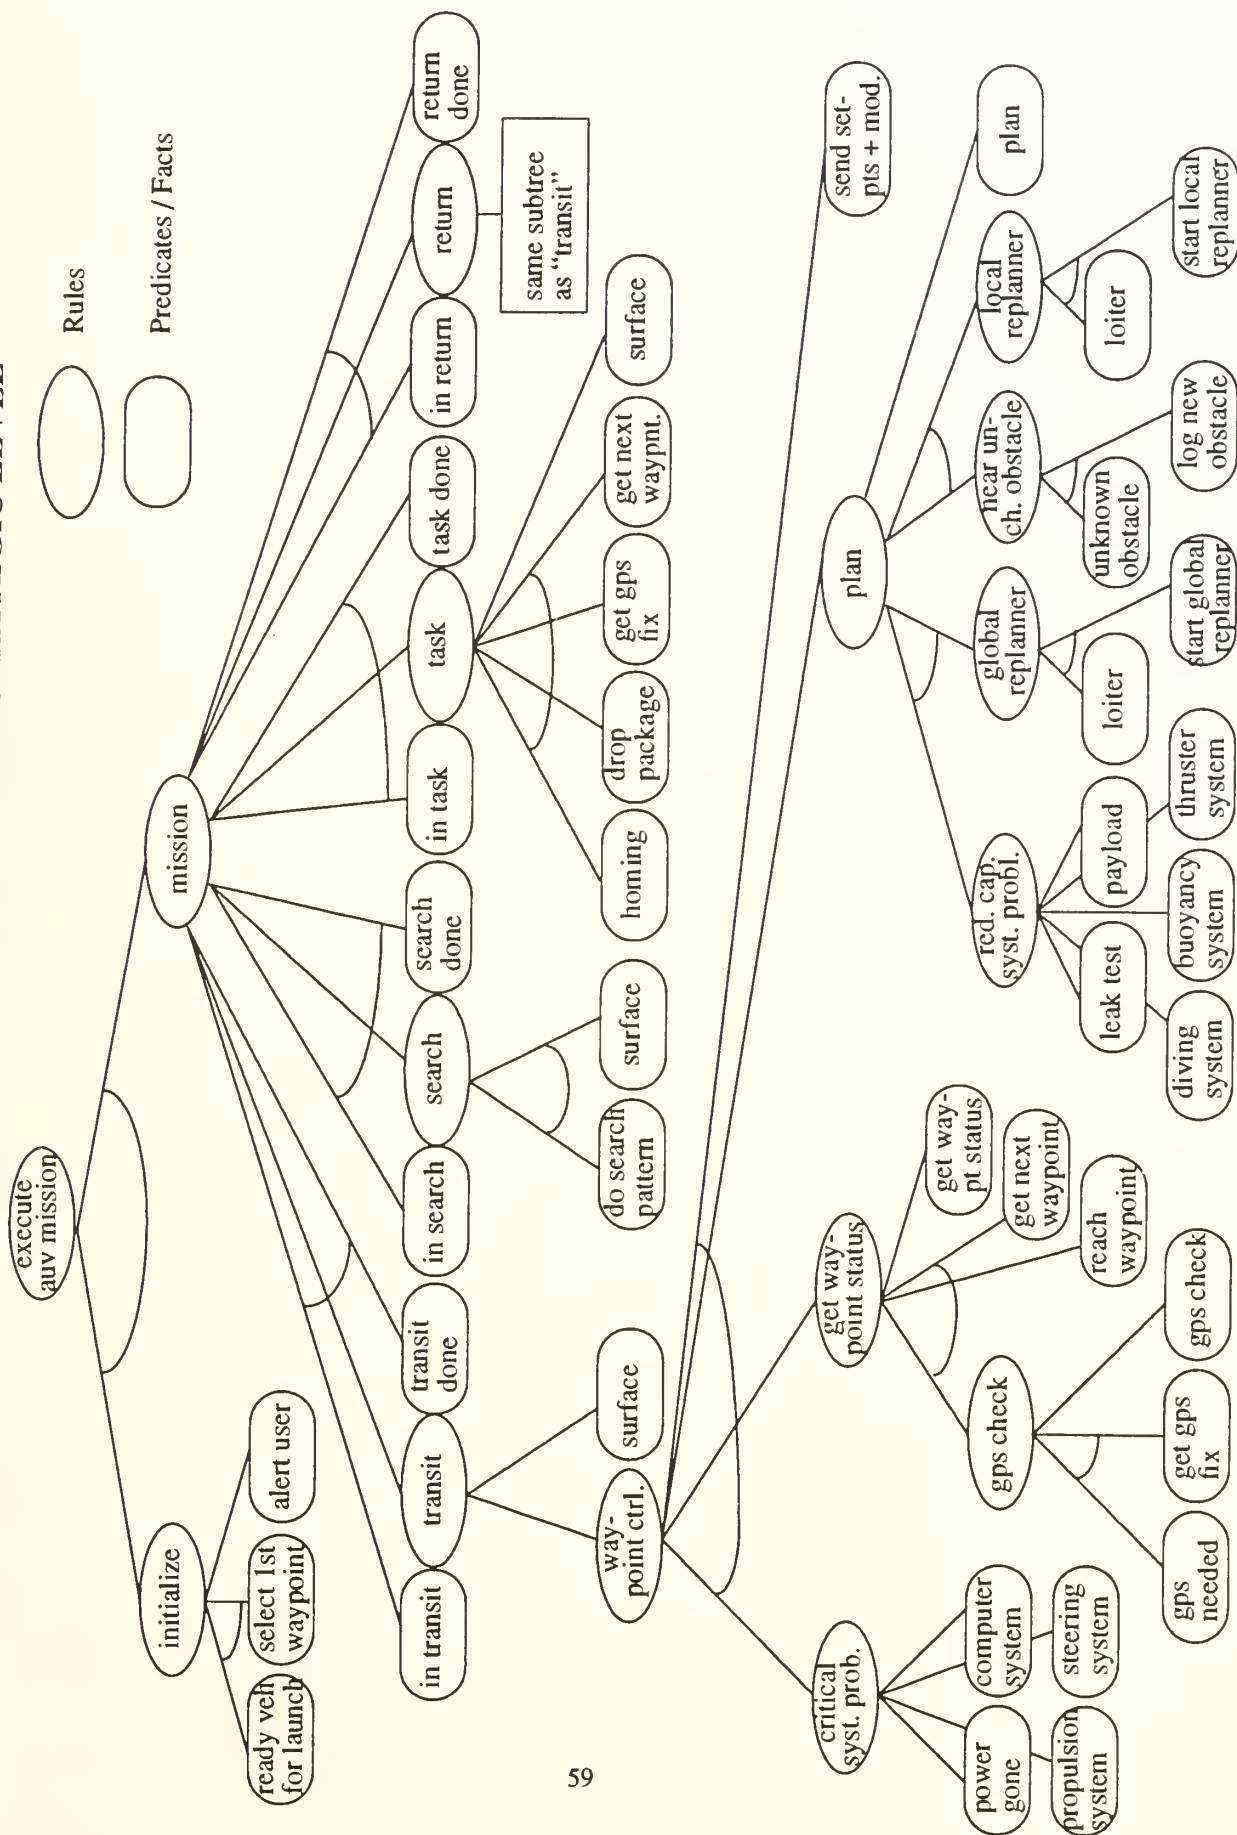 Rules
Predicates / Facts
execute
auv mission
initialize
mission
ready veh
for launch
select 1st
waypoint
alert user
in transit
transit
transit
done
in search
search
search
done
in task
task
task done
in return
return
return
done
same subtree
as "transit"
way-
point ctrl.
surface
do search
pattern
surface
homing
drop
package
get gps
fix
get next
waypnt.
surface
critical
syst. prob.
get way-
point status
plan
send set-
pts + mod.
power
gone
computer
system
propulsion
system
steering
system
gps check
get way-
pt status
get next
waypoint
reach
waypoint
gps
needed
get gps
fix
gps check
red. cap.
syst. probl.
global
replanner
near un-
ch. obstacle
local
replanner
plan
leak test
payload
diving
system
buoyancy
system
thruster
system
loiter
start global
replanner
unknown
obstacle
log new
obstacle
loiter
start local
replanner
59